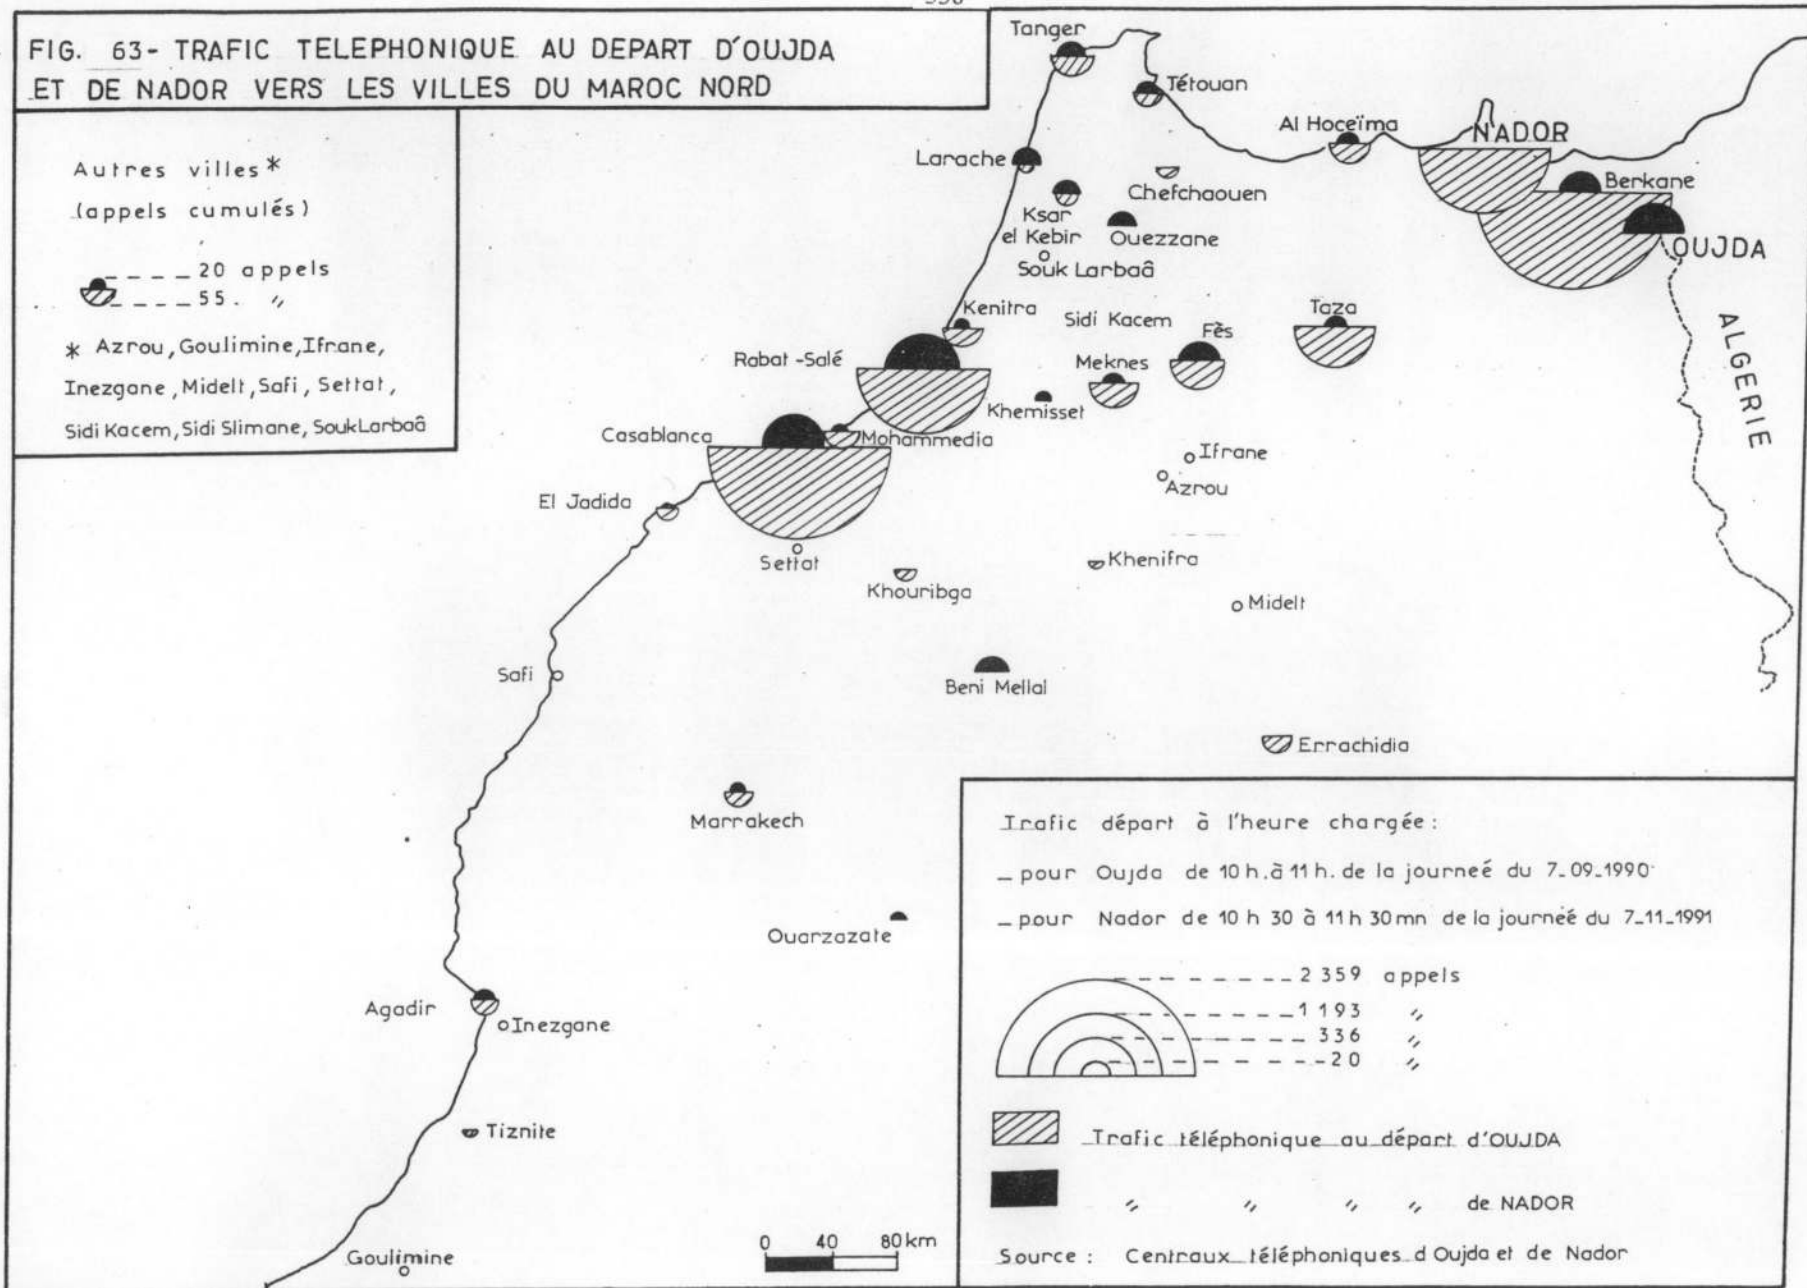 FIG. 63- TRAFIC TELEPHONIQUE AU DEPART D'OUJDA
ET DE NADOR VERS LES VILLES DU MAROC NORD
Autres villes*
(appels cumulés)
20 appels
55. "
* Azrou, Goulimine, Ifrane,
Inezgane, Midelt, Safi, Settat,
Sidi Kacem, Sidi Slimane, Souk Larbaâ
Tanger
Tétouan
Al Hoceïma
NADOR
Larache
Chefchaouen
Berkane
Ksar
el Kebir
Ouezzane
OUJDA
Souk Larbaâ
Kenitra
Sidi Kacem
Fès
Taza
ALGERIE
Rabat-Salé
Meknes
Khemisset
Casablanca
Mohammedia
Ifrane
Azrou
El Jadida
Settat
Khouribga
Khenifra
Midelt
Safi
Beni Mellal
Errachidia
Marrakech
Ouarzazate
Agadir
Inezgane
Tiznite
Goulimine
0 40 80km
Trafic départ à l'heure chargée:
_ pour Oujda de 10 h. à 11 h. de la journeé du 7_09_1990
_ pour Nador de 10 h 30 à 11 h 30mn de la journeé du 7_11_1991
2 359 appels
1 193 "
336 "
20 "
Trafic téléphonique au départ d'OUJDA
" " " " de NADOR
Source: Centraux téléphoniques d Oujda et de Nador